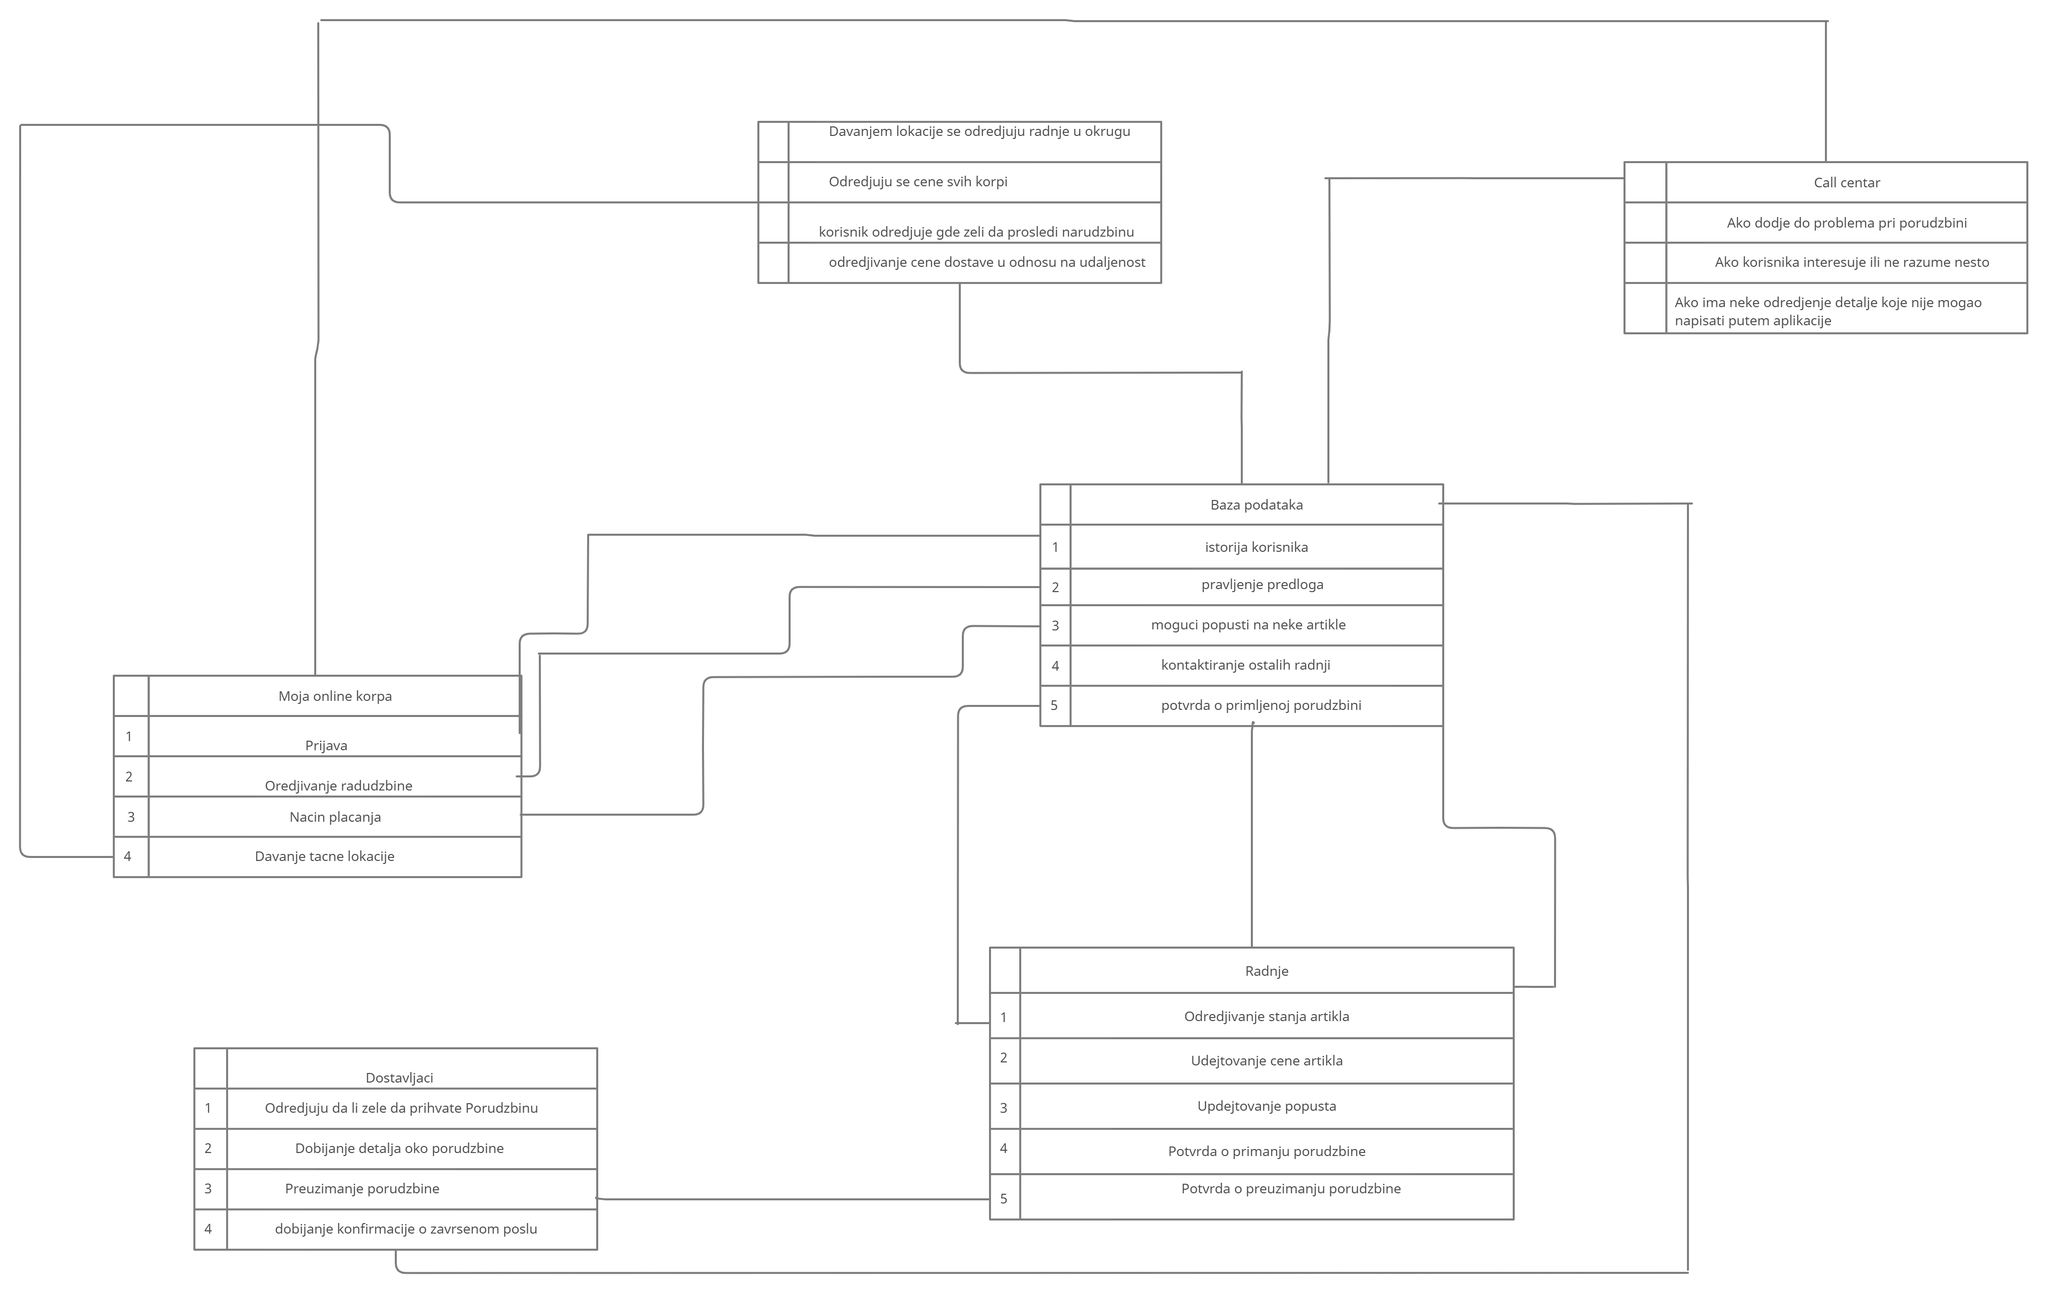 Davanjem lokacije se odredjuju radnje u okrugu
Odredjuju se cene svih korpi
korisnik odredjuje gde zeli da prosledi narudzbinu
odredjivanje cene dostave u odnosu na udaljenost
Call centar
Ako dodje do problema pri porudzbini
Ako korisnika interesuje ili ne razume nesto
Ako ima neke odredjenje detalje koje nije mogao
napisati putem aplikacije
Baza podataka
1 istorija korisnika
2 pravljenje predloga
3 moguci popusti na neke artikle
4 kontaktiranje ostalih radnji
5 potvrda o primljenoj porudzbini
Moja online korpa
1 Prijava
2 Oredjivanje radudzbine
3 Nacin placanja
4 Davanje tacne lokacije
Radnje
1 Odredjivanje stanja artikla
2 Udejtovanje cene artikla
3 Updejtovanje popusta
4 Potvrda o primanju porudzbine
5 Potvrda o preuzimanju porudzbine
Dostavljaci
1 Odredjuju da li zele da prihvate Porudzbinu
2 Dobijanje detalja oko porudzbine
3 Preuzimanje porudzbine
4 dobijanje konfirmacije o zavrsenom poslu